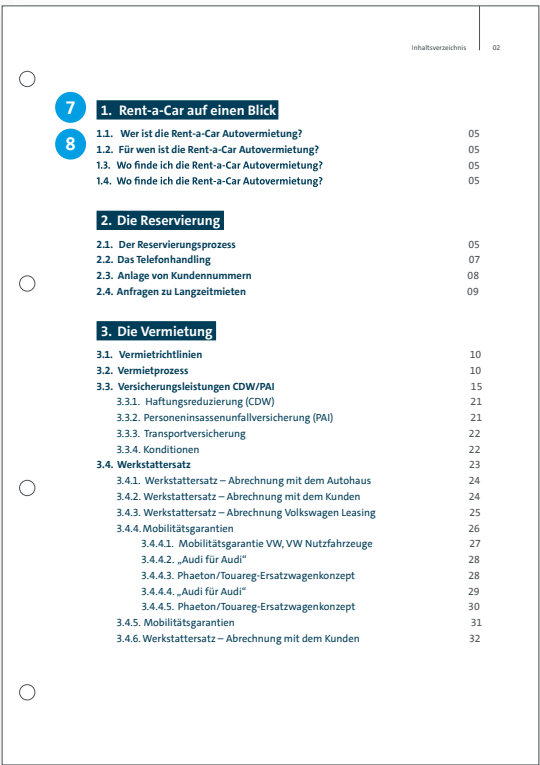 Inhaltsverzeichnis 02
7
1. Rent-a-Car auf einen Blick
8
1.1. Wer ist die Rent-a-Car Autovermietung? 05
1.2. Für wen ist die Rent-a-Car Autovermietung? 05
1.3. Wo finde ich die Rent-a-Car Autovermietung? 05
1.4. Wo finde ich die Rent-a-Car Autovermietung? 05
2. Die Reservierung
2.1. Der Reservierungsprozess 05
2.2. Das Telefonhandling 07
2.3. Anlage von Kundennummern 08
2.4. Anfragen zu Langzeitmieten 09
3. Die Vermietung
3.1. Vermietrichtlinien 10
3.2. Vermietprozess 10
3.3. Versicherungsleistungen CDW/PAI 15
3.3.1. Haftungsreduzierung (CDW) 21
3.3.2. Personeninsassenunfallversicherung (PAI) 21
3.3.3. Transportversicherung 22
3.3.4. Konditionen 22
3.4. Werkstattersatz 23
3.4.1. Werkstattersatz – Abrechnung mit dem Autohaus 24
3.4.2. Werkstattersatz – Abrechnung mit dem Kunden 24
3.4.3. Werkstattersatz – Abrechnung Volkswagen Leasing 25
3.4.4. Mobilitätsgarantien 26
3.4.4.1. Mobilitätsgarantie VW, VW Nutzfahrzeuge 27
3.4.4.2. „Audi für Audi“ 28
3.4.4.3. Phaeton/Touareg-Ersatzwagenkonzept 28
3.4.4.4. „Audi für Audi“ 29
3.4.4.5. Phaeton/Touareg-Ersatzwagenkonzept 30
3.4.5. Mobilitätsgarantien 31
3.4.6. Werkstattersatz – Abrechnung mit dem Kunden 32